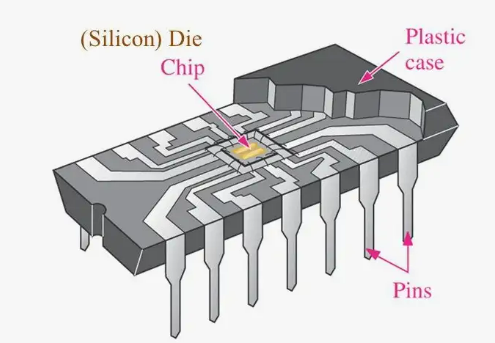 (Silicon) Die
Chip
Plastic
case
Pins